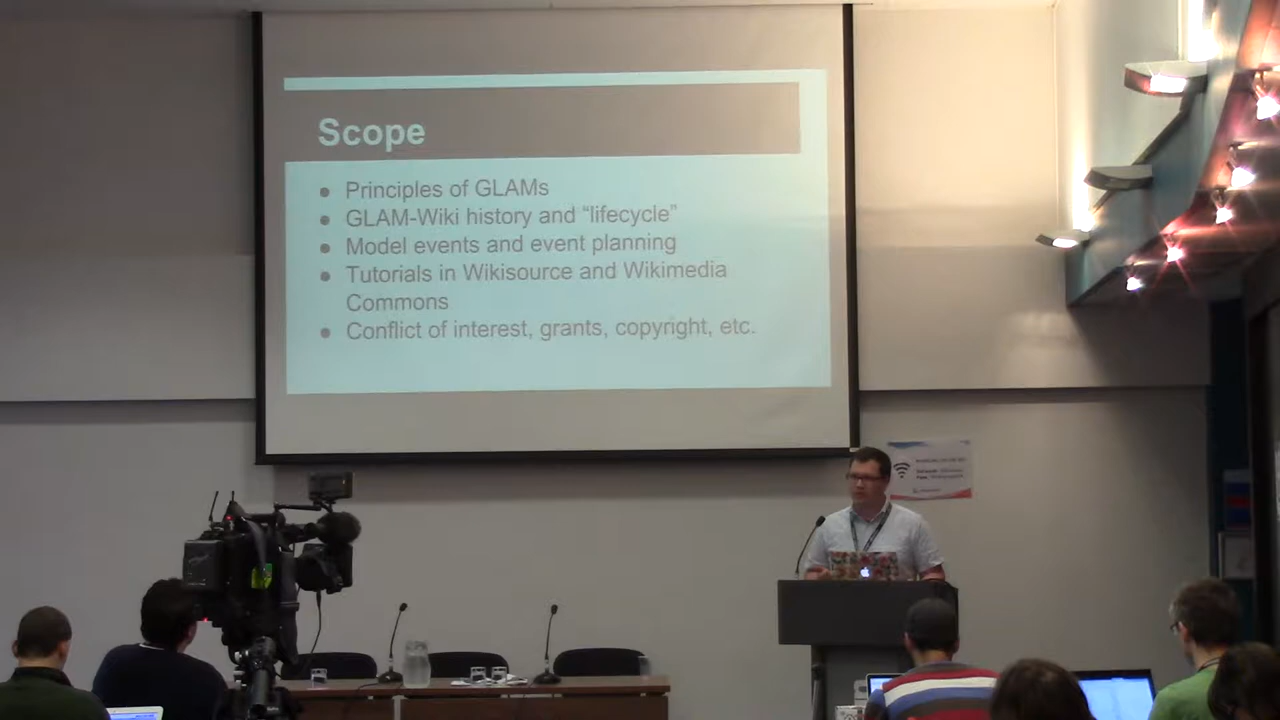 Scope
● Principles of GLAMs
● GLAM-Wiki history and “lifecycle”
● Model events and event planning
● Tutorials in Wikisource and Wikimedia
Commons
● Conflict of interest, grants, copyright, etc.